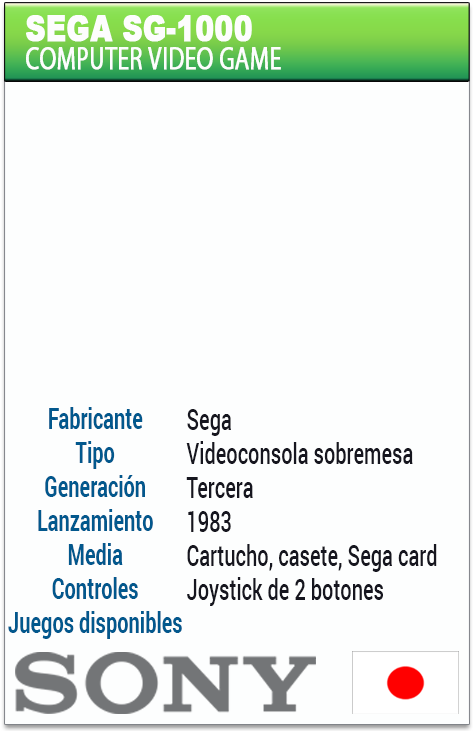 SEGA SG-1000
COMPUTER VIDEO GAME
Fabricante Sega
Tipo Videoconsola sobremesa
Generación Tercera
Lanzamiento 1983
Media Cartucho, casete, Sega card
Controles Joystick de 2 botones
Juegos disponibles
SONY